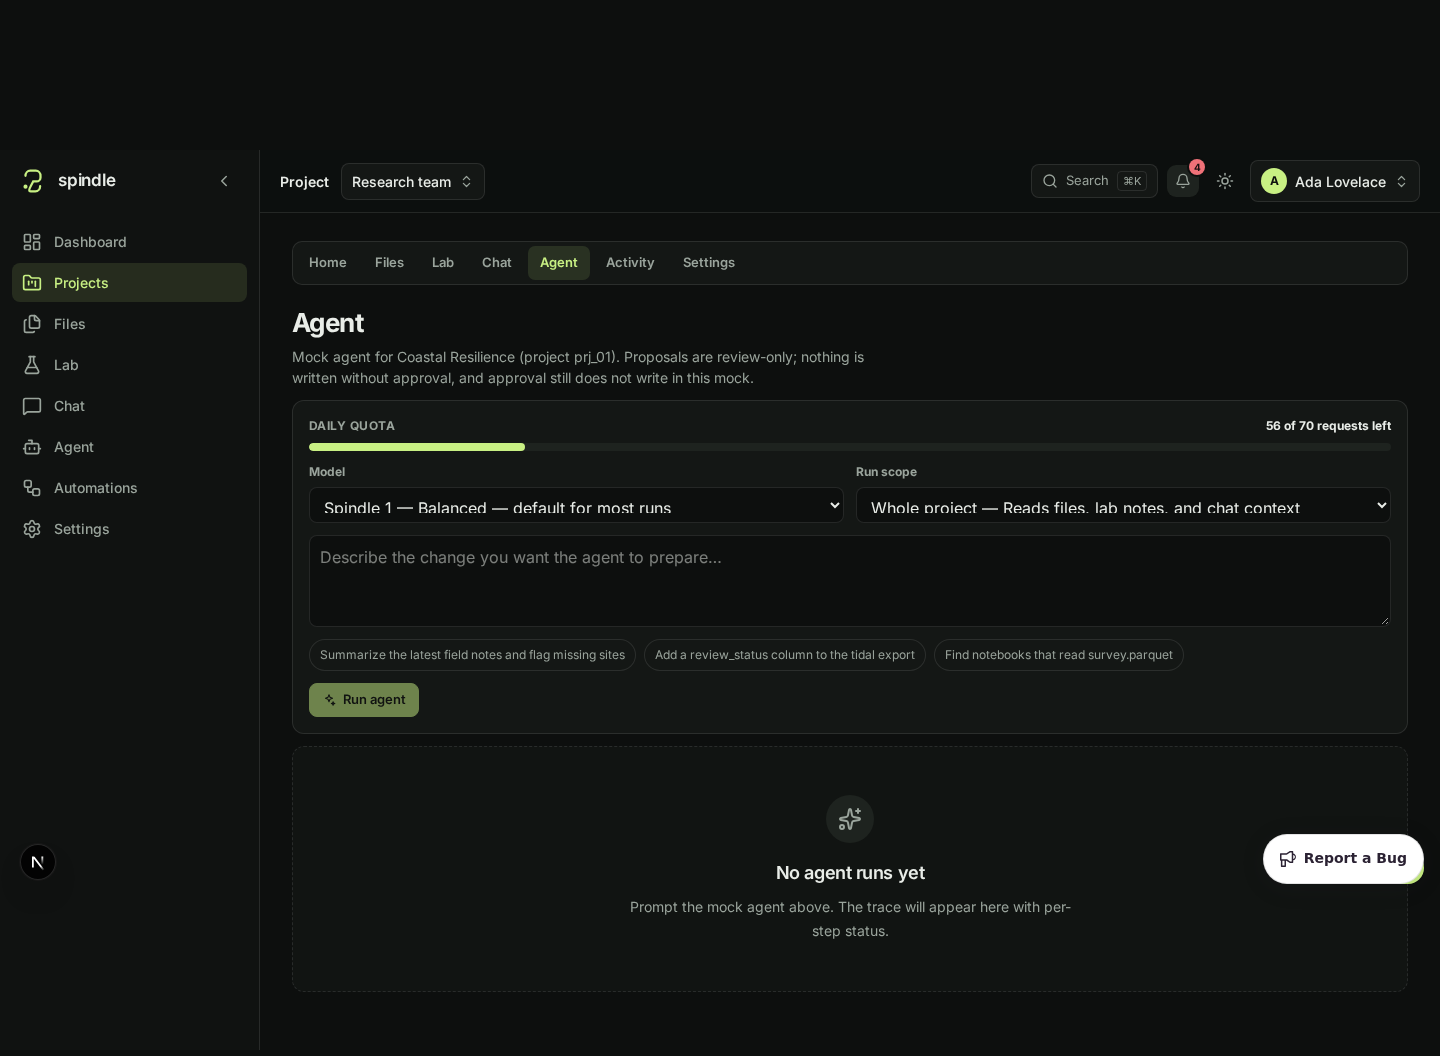 spindle
Project
Research team
Search
⌘K
4
A
Ada Lovelace
Dashboard
Projects
Files
Lab
Chat
Agent
Automations
Settings
Home
Files
Lab
Chat
Agent
Activity
Settings
Agent
Mock agent for Coastal Resilience (project prj_01). Proposals are review-only; nothing is
written without approval, and approval still does not write in this mock.
DAILY QUOTA
56 of 70 requests left
Model
Run scope
Spindle 1 — Balanced — default for most runs
Whole project — Reads files, lab notes, and chat context
Describe the change you want the agent to prepare...
Summarize the latest field notes and flag missing sites
Add a review_status column to the tidal export
Find notebooks that read survey.parquet
Run agent
No agent runs yet
Prompt the mock agent above. The trace will appear here with per-
step status.
N
Report a Bug